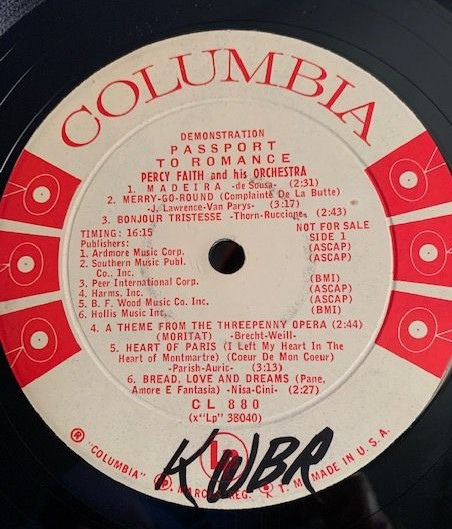 COLUMBIA
DEMONSTRATION
PASSPORT
TO ROMANCE
PERCY FAITH and his ORCHESTRA
1. MADEIRA -de Sousa- (2:31)
2. MERRY-GO-ROUND (Complainte De La Butte)
-J. Lawrence-Van Parys- (3:17)
3. BONJOUR TRISTESSE -Thorn-Ruccione- (2:43)
TIMING: 16:15 NOT FOR SALE
Publishers: SIDE 1
1. Ardmore Music Corp. (ASCAP)
2. Southern Music Publ. (ASCAP)
Co. Inc.
3. Peer International Corp. (BMI)
4. Harms, Inc. (ASCAP)
5. B. F. Wood Music Co. Inc. (ASCAP)
6. Hollis Music Inc. (BMI)
4. A THEME FROM THE THREEPENNY OPERA (2:44)
(MORITAT) -Brecht-Weill-
5. HEART OF PARIS (I Left My Heart In The
Heart of Montmartre) (Coeur De Mon Coeur)
-Parish-Auric- (3:13)
6. BREAD, LOVE AND DREAMS (Pane,
Amore E Fantasia) -Nisa-Cini- (2:27)
CL 880
(x"Lp" 38040)
KWBR
® "COLUMBIA" REG. T. M. MADE IN U.S.A.